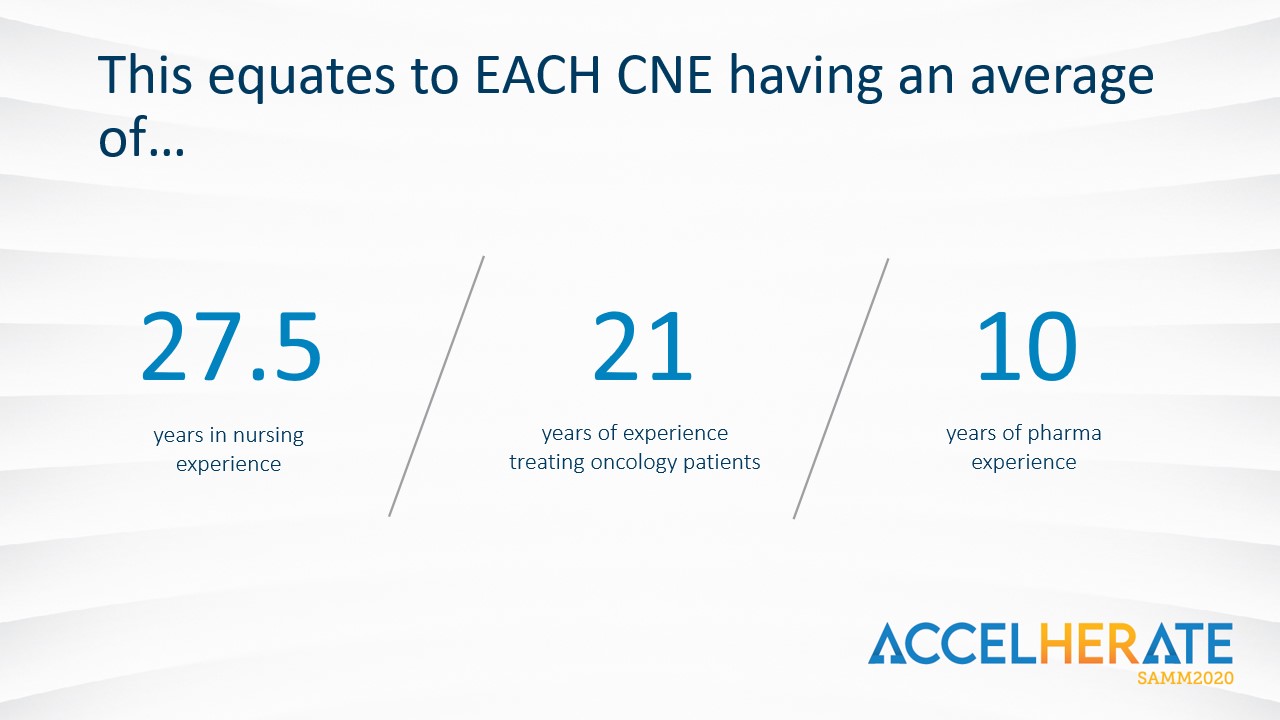 This equates to EACH CNE having an average
of…
27.5
years in nursing
experience
21
years of experience
treating oncology patients
10
years of pharma
experience
ACCELHERATE
SAMM2020